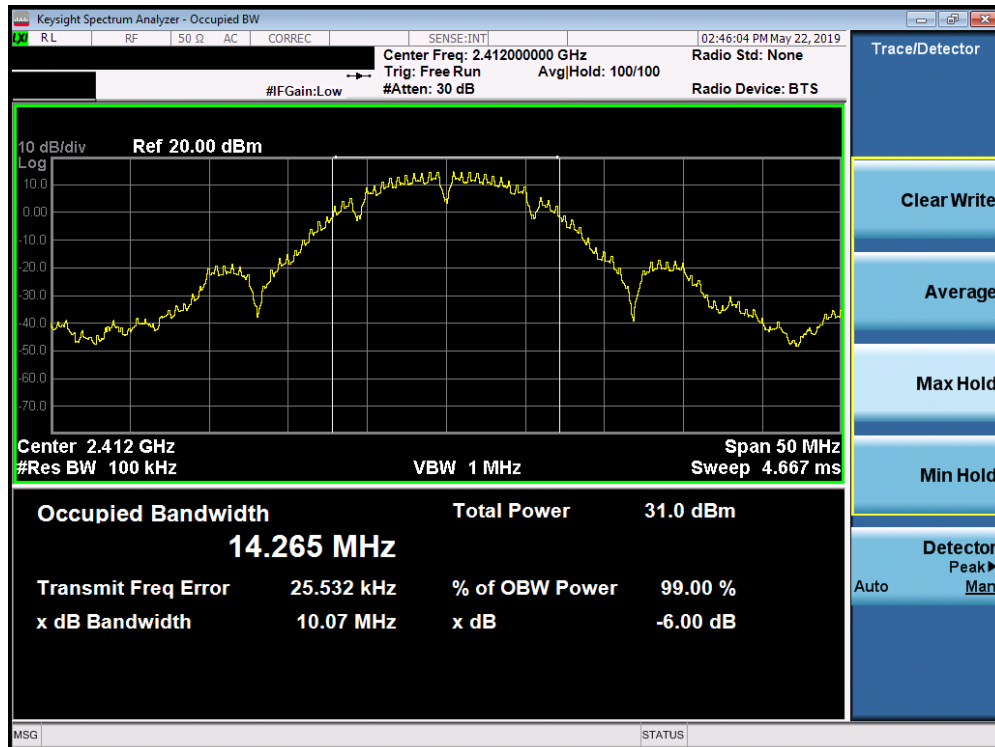 Keysight Spectrum Analyzer - Occupied BW
LXI RL RF 50 Ω AC CORREC SENSE:INT 02:46:04 PM May 22, 2019
Center Freq: 2.412000000 GHz Radio Std: None
Trig: Free Run Avg|Hold: 100/100
#IFGain:Low #Atten: 30 dB Radio Device: BTS
Trace/Detector
10 dB/div Ref 20.00 dBm
Log
10.0
0.00
-10.0
-20.0
-30.0
-40.0
-50.0
-60.0
-70.0
Center 2.412 GHz Span 50 MHz
#Res BW 100 kHz VBW 1 MHz Sweep 4.667 ms
Occupied Bandwidth Total Power 31.0 dBm
14.265 MHz
Transmit Freq Error 25.532 kHz % of OBW Power 99.00 %
x dB Bandwidth 10.07 MHz x dB -6.00 dB
Clear Write
Average
Max Hold
Min Hold
Detector
Peak▶
Auto Man
MSG STATUS